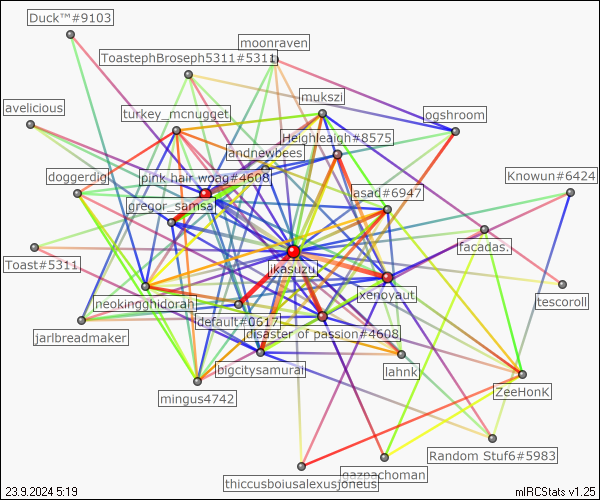 Duck™#9103
moonraven
ToastephBroseph5311#5311
mukszi
avelicious
turkey_mcnugget
ogshroom
Heighleaigh#8575
andnewbees
doggerdig
pink hair woag#4608
Knowun#6424
asad#6947
gregor_samsa
Toast#5311
facadas.
ikasuzu
xenoyaut
tescoroll
neokingghidorah
default#0617
jarlbreadmaker
disaster of passion#4608
bigcitysamurai
lahnk
mingus4742
ZeeHonK
Random Stuf6#5983
gazpachoman
thiccusboiusalexusjoneus
23.9.2024 5:19
mIRCStats v1.25